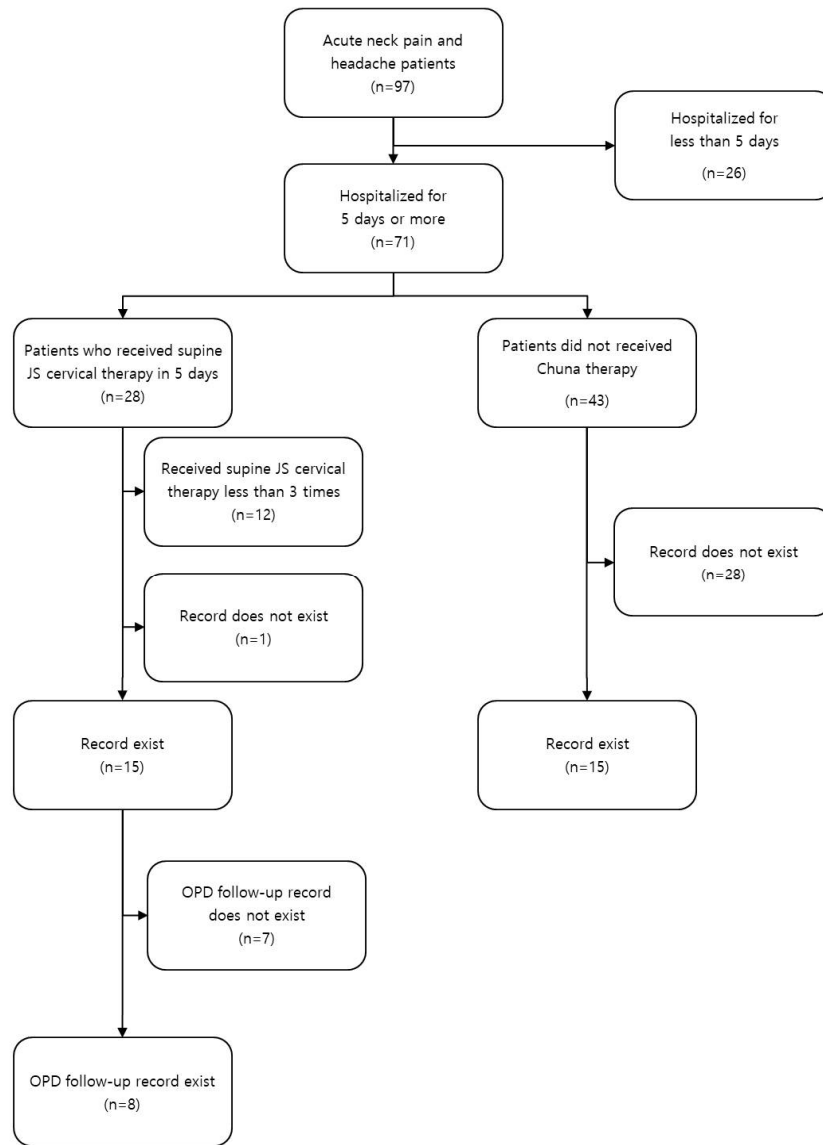 Acute neck pain and
headache patients
(n=97)
Hospitalized for
less than 5 days
(n=26)
Hospitalized for
5 days or more
(n=71)
Patients who received supine
JS cervical therapy in 5 days
(n=28)
Patients did not received
Chuna therapy
(n=43)
Received supine JS cervical
therapy less than 3 times
(n=12)
Record does not exist
(n=28)
Record does not exist
(n=1)
Record exist
(n=15)
Record exist
(n=15)
OPD follow-up record
does not exist
(n=7)
OPD follow-up record exist
(n=8)